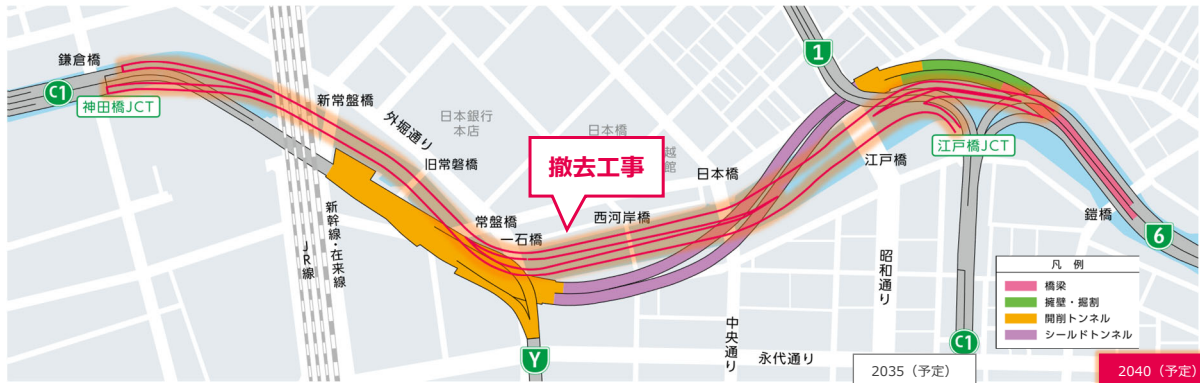 鎌倉橋
C1
神田橋JCT
新常盤橋
外堀通り
日本銀行
本店
旧常盤橋
新幹線・在来線
JR線
常盤橋
一石橋
撤去工事
日本橋
越
館
西河岸橋
日本橋
1
江戸橋
江戸橋JCT
鎧橋
6
昭和通り
中央通り
永代通り
Y
C1
凡 例
橋梁
擁壁・掘割
開削トンネル
シールドトンネル
2035(予定)
2040(予定)